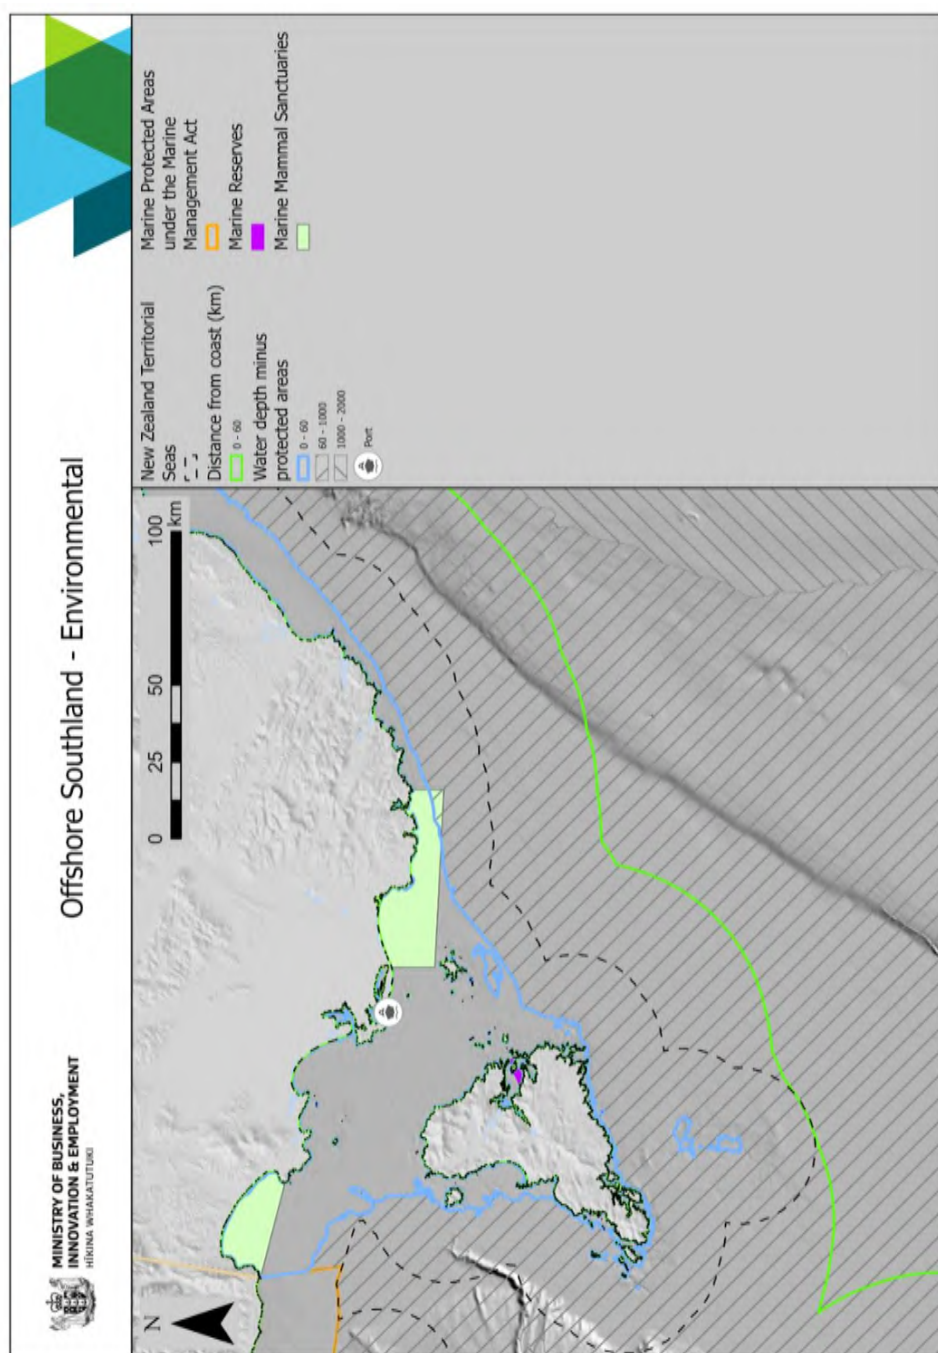 MINISTRY OF BUSINESS,
INNOVATION & EMPLOYMENT
HĪKINA WHAKATUTUKI
Offshore Southland - Environmental
N
0
25
50
100
km
New Zealand Territorial
Seas
Distance from coast (km)
0 - 60
Water depth minus
protected areas
0 - 60
60 - 1000
1000 - 2000
Port
Marine Protected Areas
under the Marine
Management Act
Marine Reserves
Marine Mammal Sanctuaries